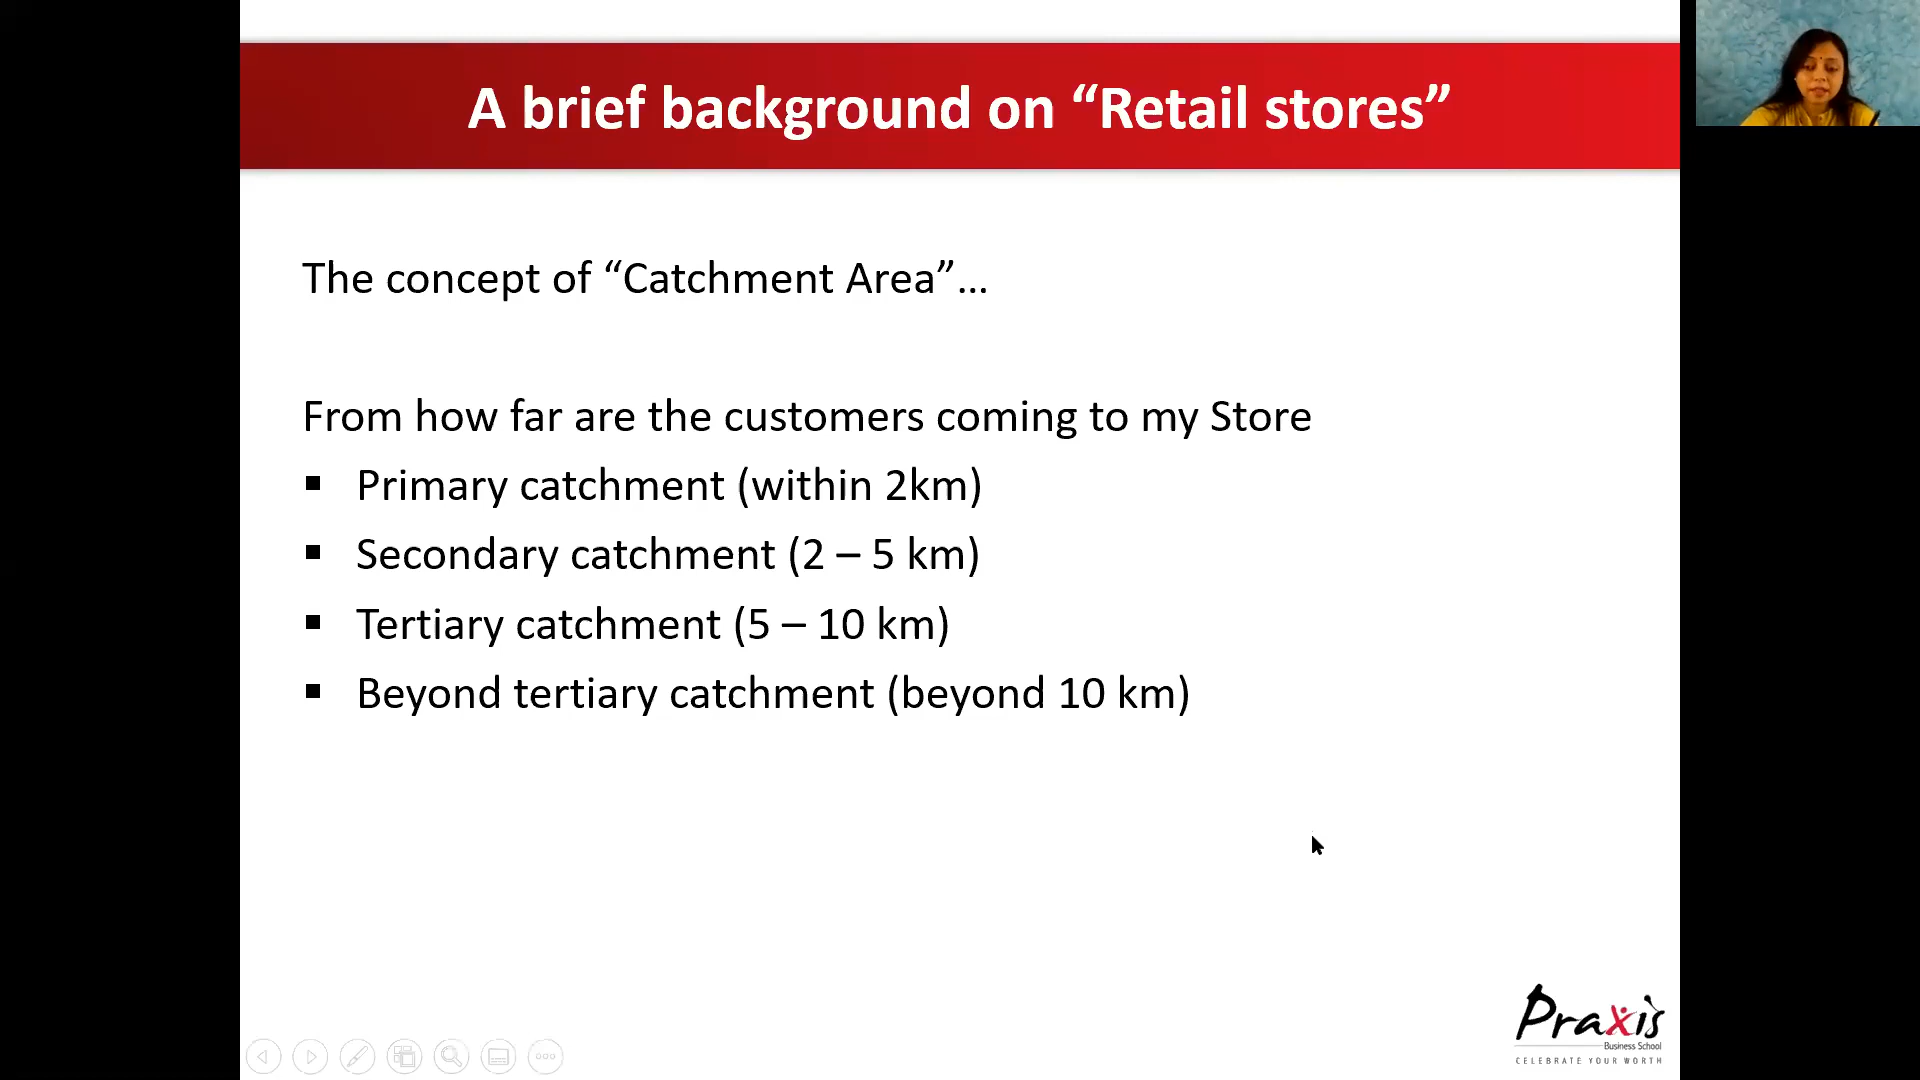 A brief background on “Retail stores”
The concept of “Catchment Area”...
From how far are the customers coming to my Store
▪ Primary catchment (within 2km)
▪ Secondary catchment (2 – 5 km)
▪ Tertiary catchment (5 – 10 km)
▪ Beyond tertiary catchment (beyond 10 km)
Praxis
Business School
CELEBRATE YOUR WORTH